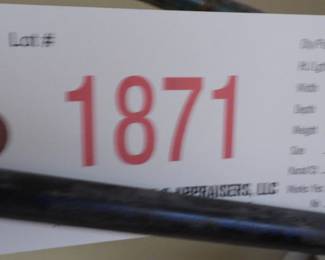 Lot #
1871
APPRAISERS, LLC
Width
Depth
Weight
Size